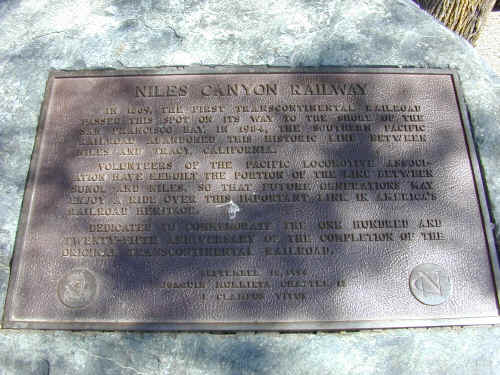 NILES CANYON RAILWAY
IN 1869, THE FIRST TRANSCONTINENTAL RAILROAD
PASSED THIS SPOT ON ITS WAY TO THE SHORE OF THE
SAN FRANCISCO BAY. IN 1984, THE SOUTHERN PACIFIC
RAILROAD ABANDONED THIS HISTORIC LINE BETWEEN
NILES AND TRACY, CALIFORNIA.
VOLUNTEERS OF THE PACIFIC LOCOMOTIVE ASSOCI-
ATION HAVE REBUILT THE PORTION OF THE LINE BETWEEN
SUNOL AND NILES, SO THAT FUTURE GENERATIONS MAY
ENJOY A RIDE OVER THIS IMPORTANT LINK IN AMERICA'S
RAILROAD HERITAGE.
DEDICATED TO COMMEMORATE THE ONE HUNDRED AND
TWENTY-FIFTH ANNIVERSARY OF THE COMPLETION OF THE
ORIGINAL TRANSCONTINENTAL RAILROAD.
SEPTEMBER 1994
JOAQUIN MURRIETA CHAPTER 13
E CLAMPUS VITUS